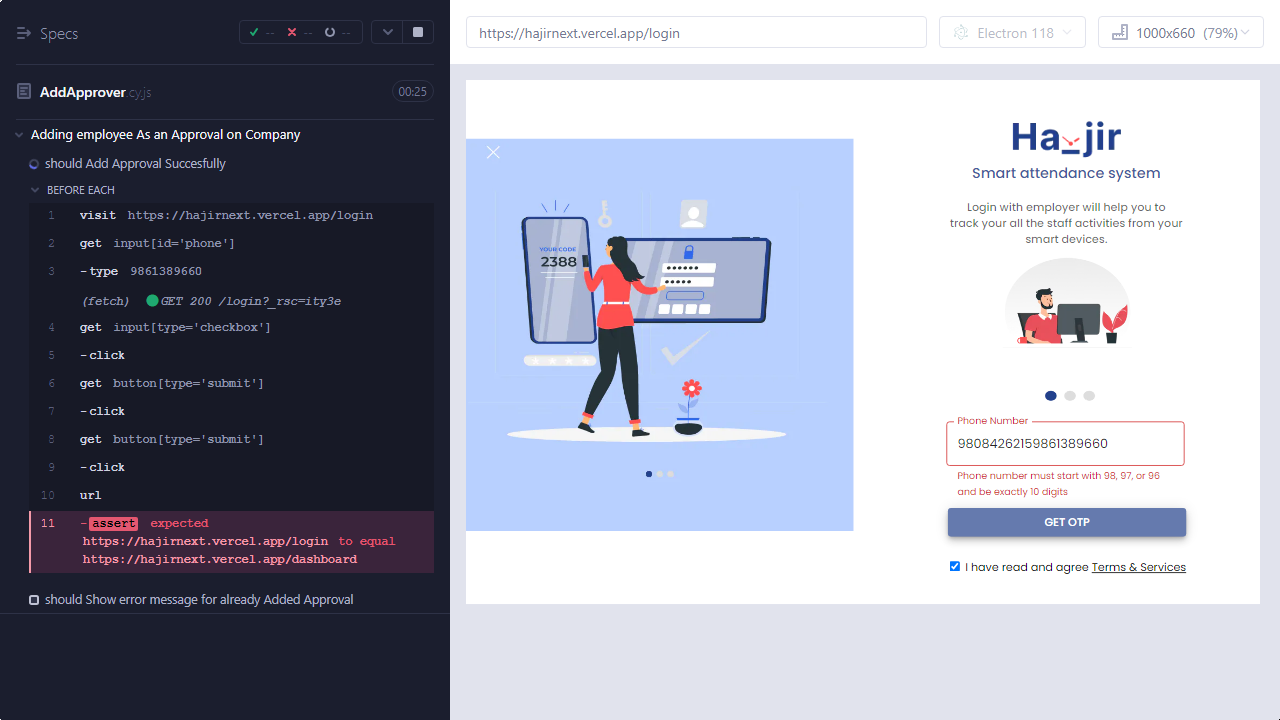 Specs
--
--
--
AddApprover.cy.js
00:25
Adding employee As an Approval on Company
should Add Approval Succesfully
BEFORE EACH
1 visit https://hajirnext.vercel.app/login
2 get input[id='phone']
3 -type 9861389660
(fetch) GET 200 /login?_rsc=ity3e
4 get input[type='checkbox']
5 -click
6 get button[type='submit']
7 -click
8 get button[type='submit']
9 -click
10 url
11 -assert expected
https://hajirnext.vercel.app/login to equal
https://hajirnext.vercel.app/dashboard
should Show error message for already Added Approval
https://hajirnext.vercel.app/login
Electron 118
1000x660 (79%)
YOUR CODE
2388
Hajir
Smart attendance system
Login with employer will help you to
track your all the staff activities from your
smart devices.
Phone Number
98084262159861389660
Phone number must start with 98, 97, or 96
and be exactly 10 digits
GET OTP
I have read and agree Terms & Services